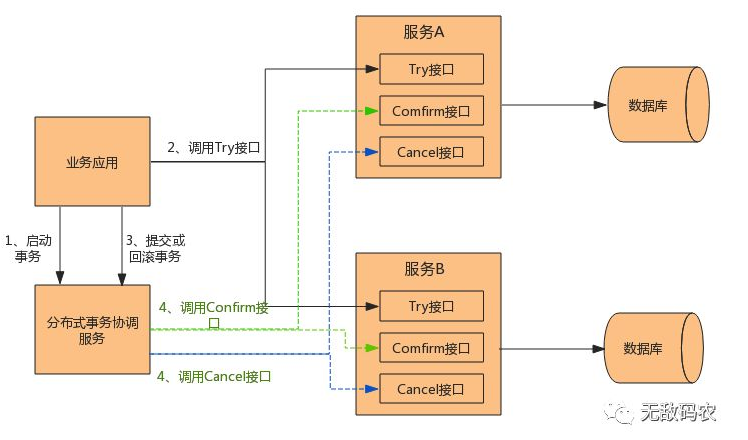 服务A
Try接口
Comfirm接口
Cancel接口
数据库
业务应用
2、调用Try接口
1、启动
事务
3、提交或
回滚事务
分布式事务协调
服务
4、调用Confirm接
口
4、调用Cancel接口
服务B
Try接口
Comfirm接口
Cancel接口
数据库
无敌码农